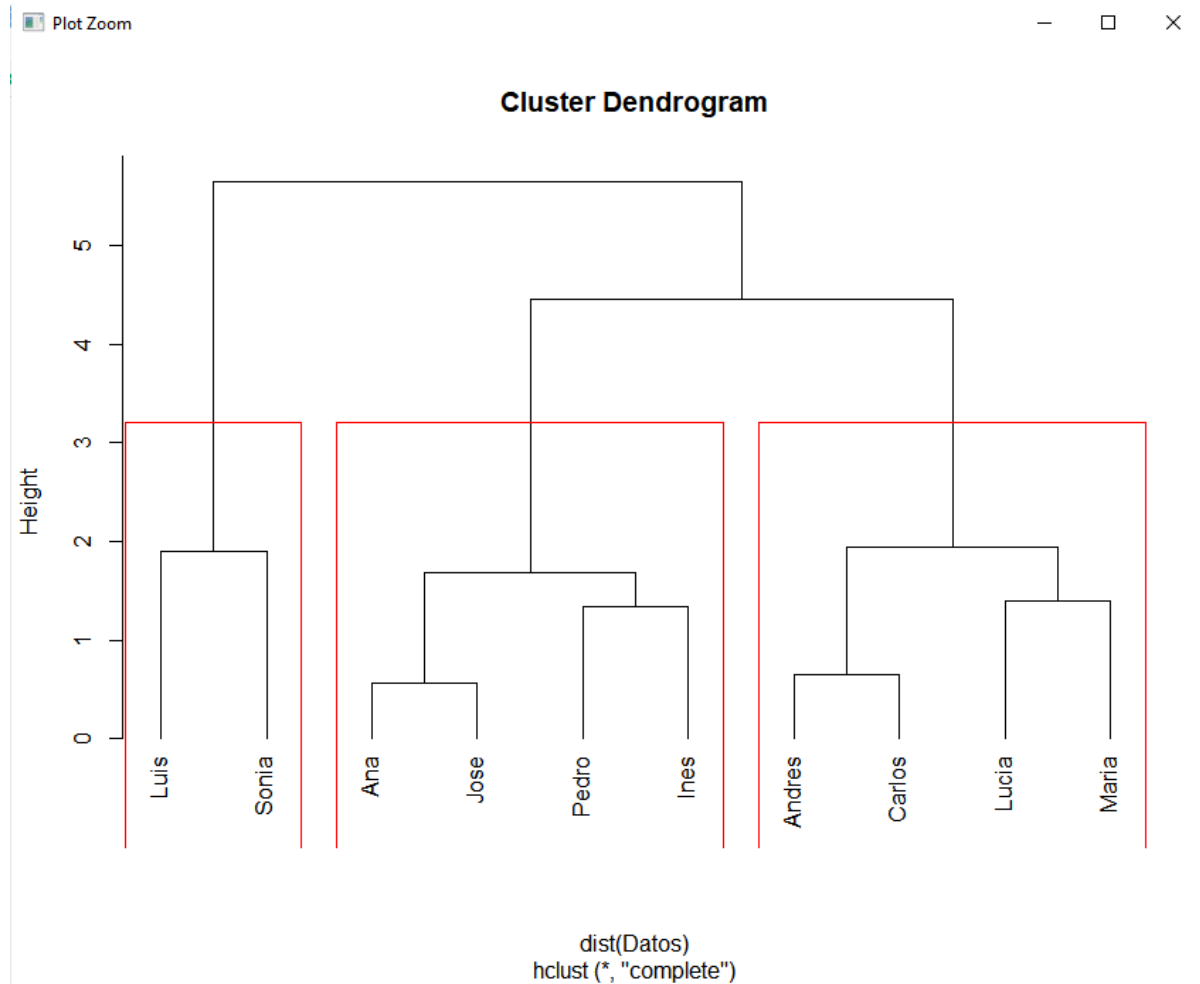 Plot Zoom
Cluster Dendrogram
Height
5
4
3
2
1
0
Luis
Sonia
Ana
Jose
Pedro
Ines
Andres
Carlos
Lucia
Maria
dist(Datos)
hclust (*, "complete")